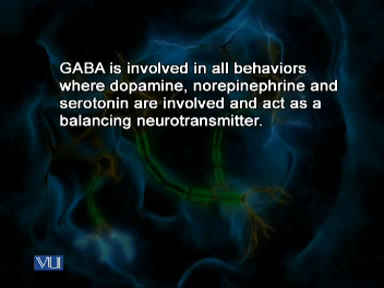 GABA is involved in all behaviors
where dopamine, norepinephrine and
serotonin are involved and act as a
balancing neurotransmitter.
VU